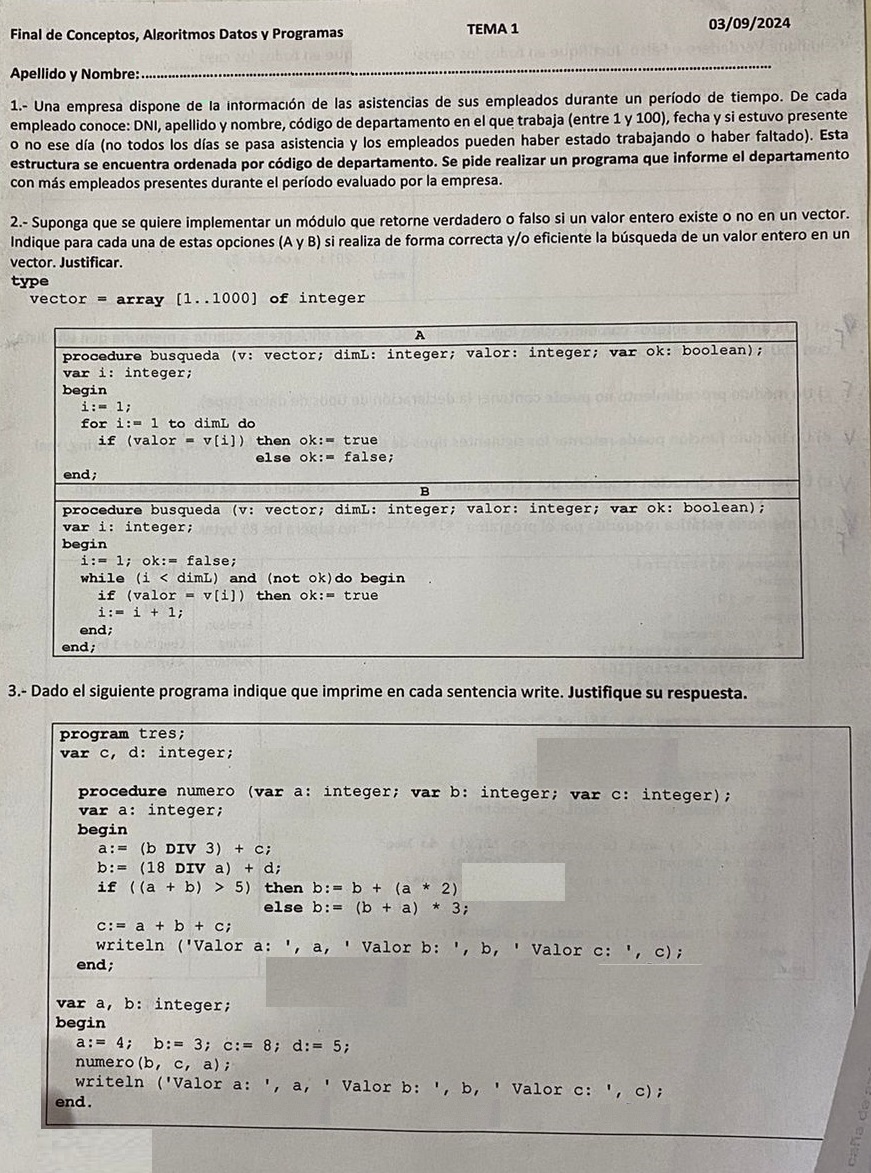 Final de Conceptos, Algoritmos Datos y Programas TEMA 1 03/09/2024
Apellido y Nombre:....................................................................................................
1.- Una empresa dispone de la información de las asistencias de sus empleados durante un período de tiempo. De cada
empleado conoce: DNI, apellido y nombre, código de departamento en el que trabaja (entre 1 y 100), fecha y si estuvo presente
o no ese día (no todos los días se pasa asistencia y los empleados pueden haber estado trabajando o haber faltado). Esta
estructura se encuentra ordenada por código de departamento. Se pide realizar un programa que informe el departamento
con más empleados presentes durante el período evaluado por la empresa.
2.- Suponga que se quiere implementar un módulo que retorne verdadero o falso si un valor entero existe o no en un vector.
Indique para cada una de estas opciones (A y B) si realiza de forma correcta y/o eficiente la búsqueda de un valor entero en un
vector. Justificar.
type
vector = array [1..1000] of integer
A
procedure busqueda (v: vector; dimL: integer; valor: integer; var ok: boolean);
var i: integer;
begin
i:= 1;
for i:= 1 to dimL do
if (valor = v[i]) then ok:= true
else ok:= false;
end;
B
procedure busqueda (v: vector; dimL: integer; valor: integer; var ok: boolean);
var i: integer;
begin
i:= 1; ok:= false;
while (i < dimL) and (not ok)do begin
if (valor = v[i]) then ok:= true
i:= i + 1;
end;
end;
3.- Dado el siguiente programa indique que imprime en cada sentencia write. Justifique su respuesta.
program tres;
var c, d: integer;
procedure numero (var a: integer; var b: integer; var c: integer);
var a: integer;
begin
a:= (b DIV 3) + c;
b:= (18 DIV a) + d;
if ((a + b) > 5) then b:= b + (a * 2)
else b:= (b + a) * 3;
c:= a + b + c;
writeln ('Valor a: ', a, ' Valor b: ', b, ' Valor c: ', c);
end;
var a, b: integer;
begin
a:= 4; b:= 3; c:= 8; d:= 5;
numero(b, c, a);
writeln ('Valor a: ', a, ' Valor b: ', b, ' Valor c: ', c);
end.